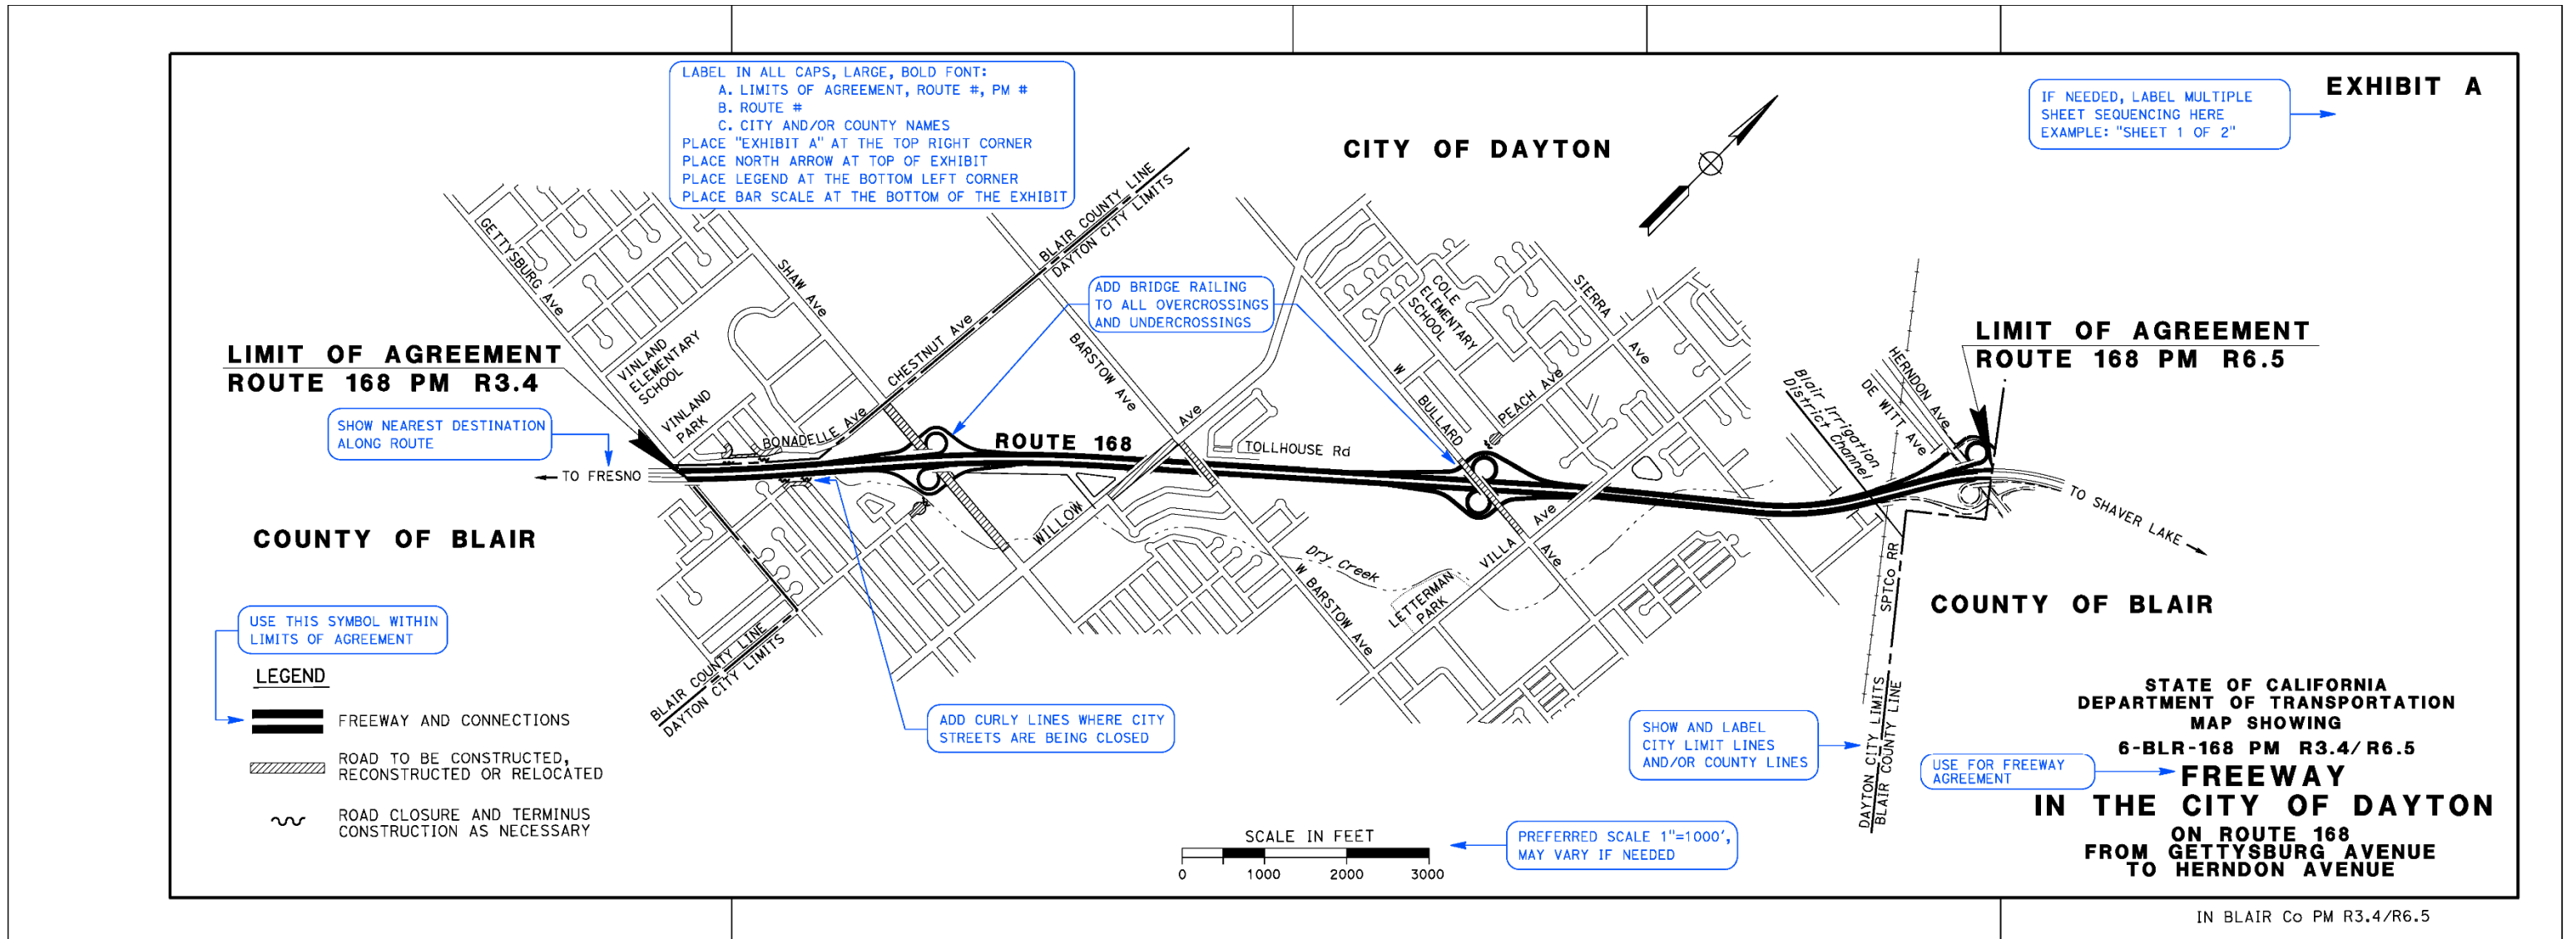 LABEL IN ALL CAPS, LARGE, BOLD FONT:
A. LIMITS OF AGREEMENT, ROUTE #, PM #
B. ROUTE #
C. CITY AND/OR COUNTY NAMES
PLACE "EXHIBIT A" AT THE TOP RIGHT CORNER
PLACE NORTH ARROW AT TOP OF EXHIBIT
PLACE LEGEND AT THE BOTTOM LEFT CORNER
PLACE BAR SCALE AT THE BOTTOM OF THE EXHIBIT
CITY OF DAYTON
IF NEEDED, LABEL MULTIPLE
SHEET SEQUENCING HERE
EXAMPLE: "SHEET 1 OF 2"
EXHIBIT A
GETTYSBURG Ave
SHAW Ave
BLAIR COUNTY LINE
DAYTON CITY LIMITS
ADD BRIDGE RAILING
TO ALL OVERCROSSINGS
AND UNDERCROSSINGS
COLE
ELEMENTARY
SCHOOL
SIERRA
Ave
LIMIT OF AGREEMENT
ROUTE 168 PM R3.4
VINLAND
ELEMENTARY
SCHOOL
VINLAND
PARK
CHESTNUT Ave
BARSTOW Ave
BONADELLE Ave
SHOW NEAREST DESTINATION
ALONG ROUTE
TO FRESNO
ROUTE 168
Ave
TOLLHOUSE Rd
W
BULLARD
PEACH Ave
Blair Irrigation
District Channel
HERNDON Ave
DE WITT Ave
LIMIT OF AGREEMENT
ROUTE 168 PM R6.5
TO SHAVER LAKE
COUNTY OF BLAIR
WILLOW
Dry Creek
W BARSTOW Ave
LETTERMAN
PARK
VILLA
Ave
Ave
SPTCo RR
COUNTY OF BLAIR
BLAIR COUNTY LINE
DAYTON CITY LIMITS
USE THIS SYMBOL WITHIN
LIMITS OF AGREEMENT
LEGEND
FREEWAY AND CONNECTIONS
ROAD TO BE CONSTRUCTED,
RECONSTRUCTED OR RELOCATED
ROAD CLOSURE AND TERMINUS
CONSTRUCTION AS NECESSARY
ADD CURLY LINES WHERE CITY
STREETS ARE BEING CLOSED
SHOW AND LABEL
CITY LIMIT LINES
AND/OR COUNTY LINES
DAYTON CITY LIMITS
BLAIR COUNTY LINE
SCALE IN FEET
0 1000 2000 3000
PREFERRED SCALE 1"=1000',
MAY VARY IF NEEDED
STATE OF CALIFORNIA
DEPARTMENT OF TRANSPORTATION
MAP SHOWING
6-BLR-168 PM R3.4/R6.5
USE FOR FREEWAY
AGREEMENT
FREEWAY
IN THE CITY OF DAYTON
ON ROUTE 168
FROM GETTYSBURG AVENUE
TO HERNDON AVENUE
IN BLAIR Co PM R3.4/R6.5